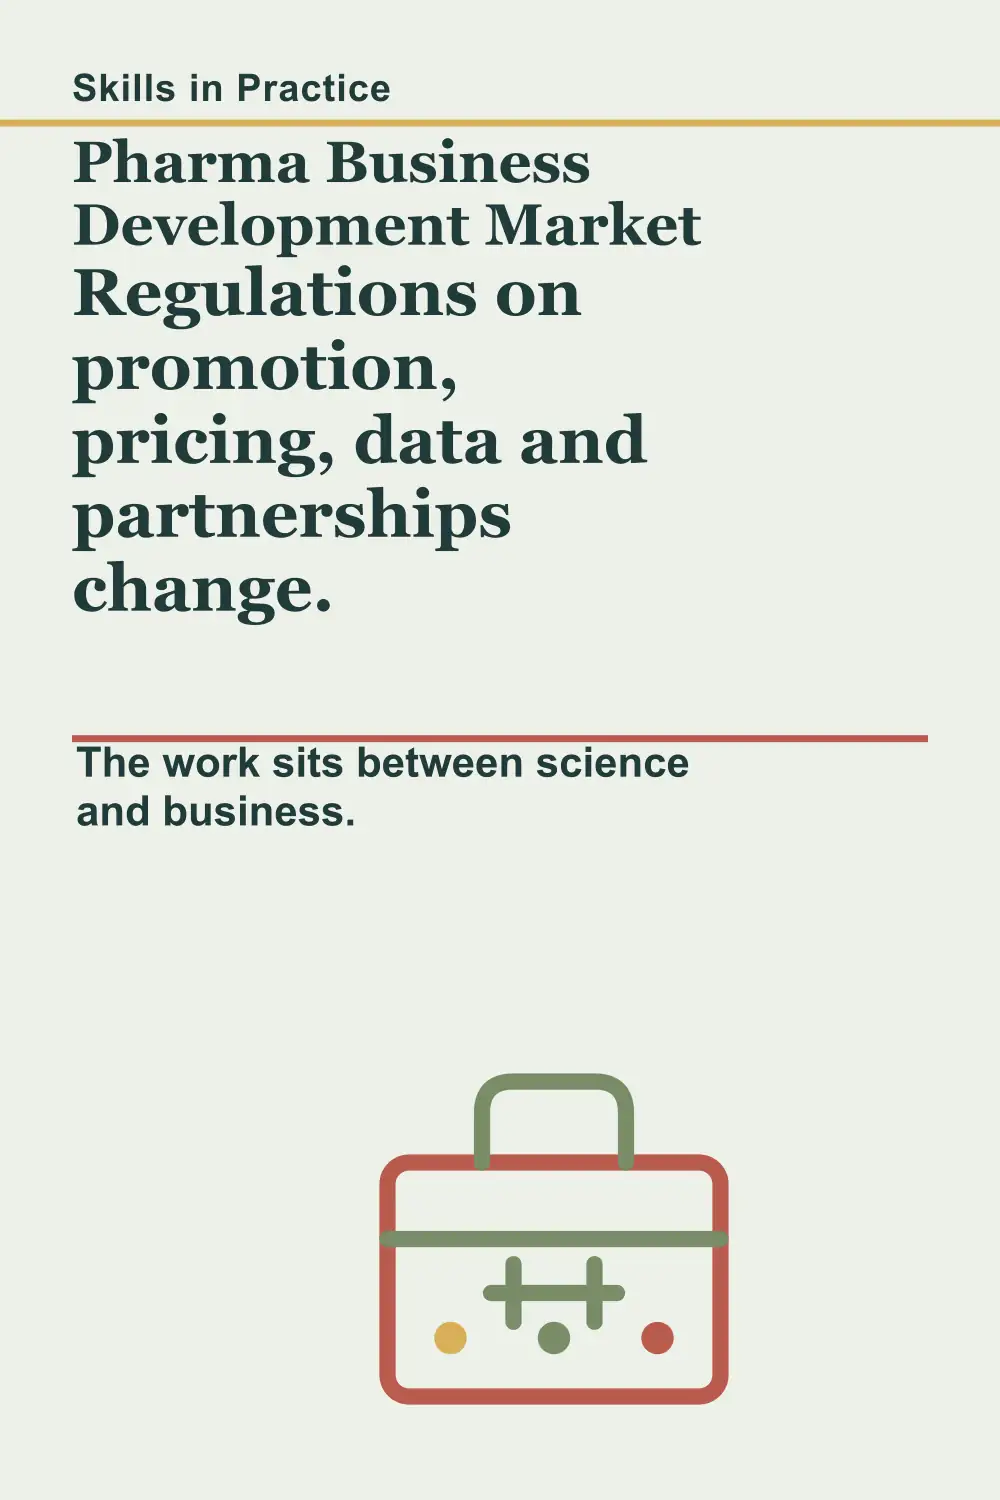 Skills in Practice
Pharma Business
Development Market
Regulations on
promotion,
pricing, data and
partnerships
change.
The work sits between science
and business.